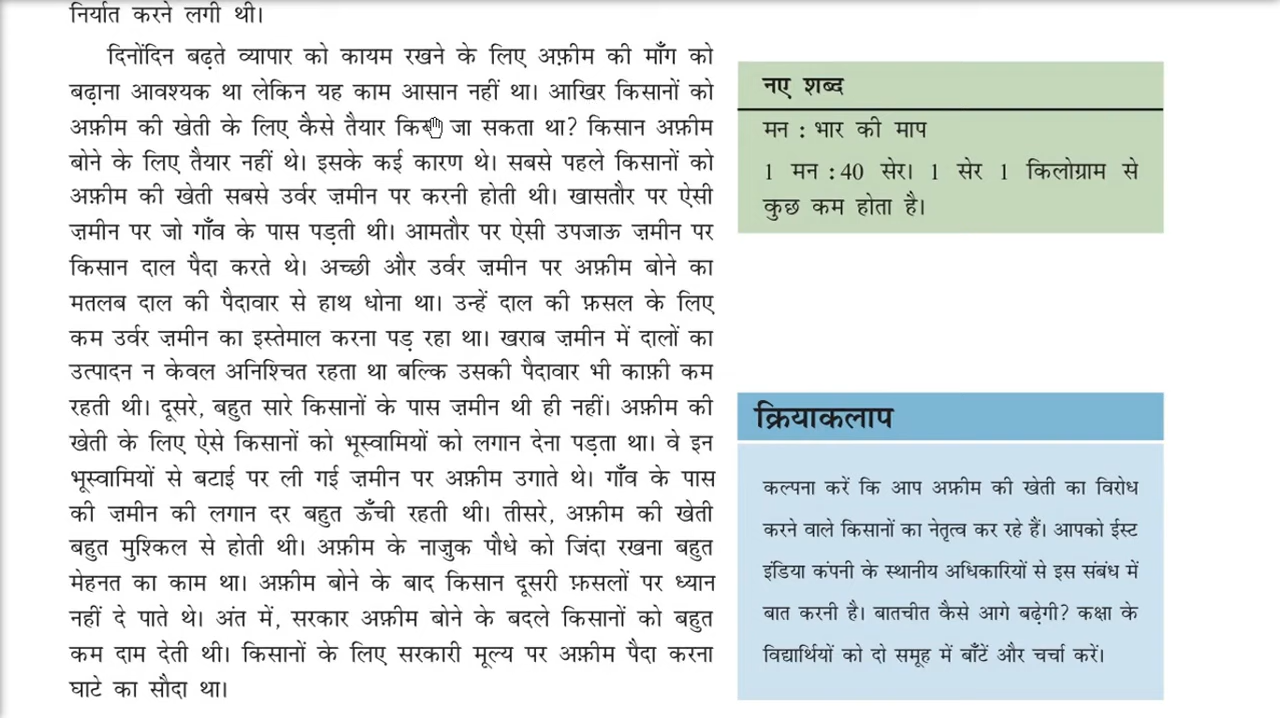 निर्यात करने लगी थी।
दिनोंदिन बढ़ते व्यापार को कायम रखने के लिए अफ़ीम की माँग को
बढ़ाना आवश्यक था लेकिन यह काम आसान नहीं था। आखिर किसानों को
अफ़ीम की खेती के लिए कैसे तैयार जा सकता था? किसान अफ़ीम
बोने के लिए तैयार नहीं थे। इसके कई कारण थे। सबसे पहले किसानों को
अफ़ीम की खेती सबसे उर्वर ज़मीन पर करनी होती थी। खासतौर पर ऐसी
ज़मीन पर जो गाँव के पास पड़ती थी। आमतौर पर ऐसी उपजाऊ ज़मीन पर
किसान दाल पैदा करते थे। अच्छी और उर्वर ज़मीन पर अफ़ीम बोने का
मतलब दाल की पैदावार से हाथ धोना था। उन्हें दाल की फ़सल के लिए
कम उर्वर ज़मीन का इस्तेमाल करना पड़ रहा था। खराब ज़मीन में दालों का
उत्पादन न केवल अनिश्चित रहता था बल्कि उसकी पैदावार भी काफ़ी कम
रहती थी। दूसरे, बहुत सारे किसानों के पास ज़मीन थी ही नहीं। अफ़ीम की
खेती के लिए ऐसे किसानों को भूस्वामियों को लगान देना पड़ता था। वे इन
भूस्वामियों से बटाई पर ली गई ज़मीन पर अफ़ीम उगाते थे। गाँव के पास
की ज़मीन की लगान दर बहुत ऊँची रहती थी। तीसरे, अफ़ीम की खेती
बहुत मुश्किल से होती थी। अफ़ीम के नाज़ुक पौधे को जिंदा रखना बहुत
मेहनत का काम था। अफ़ीम बोने के बाद किसान दूसरी फ़सलों पर ध्यान
नहीं दे पाते थे। अंत में, सरकार अफ़ीम बोने के बदले किसानों को बहुत
कम दाम देती थी। किसानों के लिए सरकारी मूल्य पर अफ़ीम पैदा करना
घाटे का सौदा था।
नए शब्द
मन : भार की माप
1 मन : 40 सेर। 1 सेर 1 किलोग्राम से
कुछ कम होता है।
क्रियाकलाप
कल्पना करें कि आप अफ़ीम की खेती का विरोध
करने वाले किसानों का नेतृत्व कर रहे हैं। आपको ईस्ट
इंडिया कंपनी के स्थानीय अधिकारियों से इस संबंध में
बात करनी है। बातचीत कैसे आगे बढ़ेगी? कक्षा के
विद्यार्थियों को दो समूह में बाँटें और चर्चा करें।